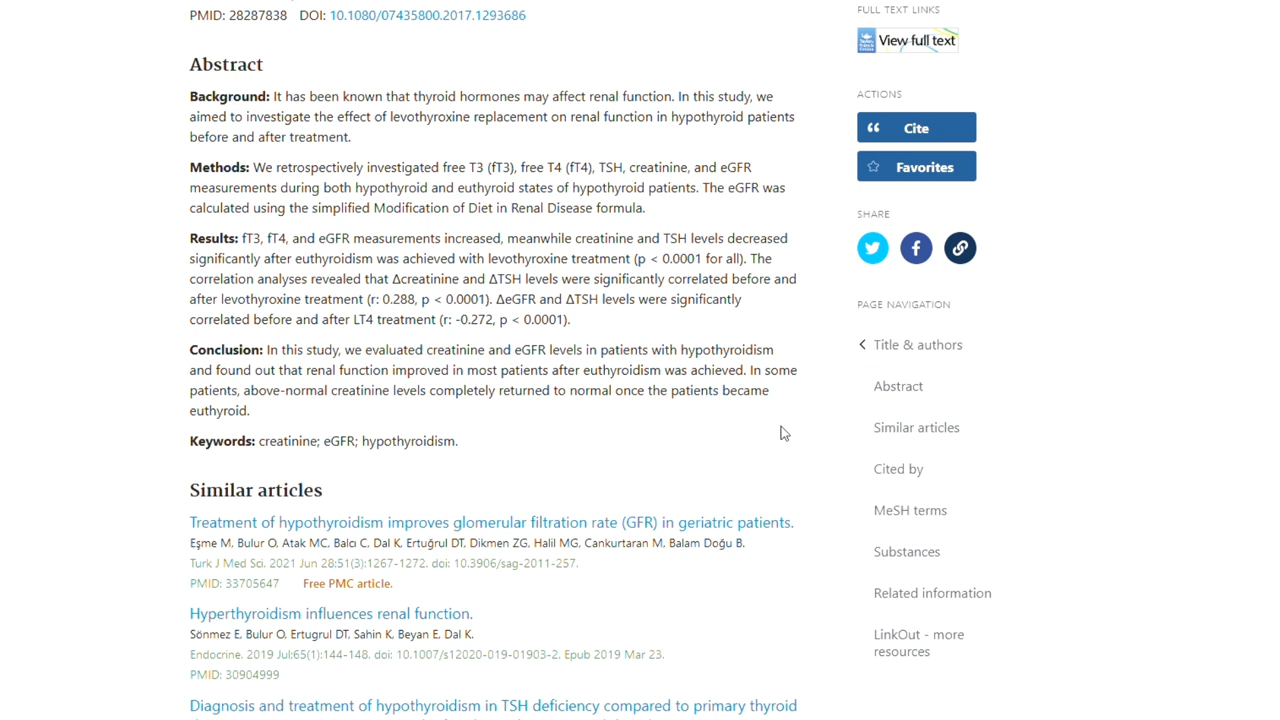 PMID: 28287838 DOI: 10.1080/07435800.2017.1293686
Abstract
Background: It has been known that thyroid hormones may affect renal function. In this study, we
aimed to investigate the effect of levothyroxine replacement on renal function in hypothyroid patients
before and after treatment.
Methods: We retrospectively investigated free T3 (fT3), free T4 (fT4), TSH, creatinine, and eGFR
measurements during both hypothyroid and euthyroid states of hypothyroid patients. The eGFR was
calculated using the simplified Modification of Diet in Renal Disease formula.
Results: fT3, fT4, and eGFR measurements increased, meanwhile creatinine and TSH levels decreased
significantly after euthyroidism was achieved with levothyroxine treatment (p < 0.0001 for all). The
correlation analyses revealed that Δcreatinine and ΔTSH levels were significantly correlated before and
after levothyroxine treatment (r: 0.288, p < 0.0001). ΔeGFR and ΔTSH levels were significantly
correlated before and after LT4 treatment (r: -0.272, p < 0.0001).
Conclusion: In this study, we evaluated creatinine and eGFR levels in patients with hypothyroidism
and found out that renal function improved in most patients after euthyroidism was achieved. In some
patients, above-normal creatinine levels completely returned to normal once the patients became
euthyroid.
Keywords: creatinine; eGFR; hypothyroidism.
Similar articles
Treatment of hypothyroidism improves glomerular filtration rate (GFR) in geriatric patients.
Eşme M, Bulur O, Atak MC, Balcı C, Dal K, Ertuğrul DT, Dikmen ZG, Halil MG, Cankurtaran M, Balam Doğu B.
Turk J Med Sci. 2021 Jun 28:51(3):1267-1272. doi: 10.3906/sag-2011-257.
PMID: 33705647 Free PMC article.
Hyperthyroidism influences renal function.
Sönmez E, Bulur O, Ertugrul DT, Sahin K, Beyan E, Dal K.
Endocrine. 2019 Jul:65(1):144-148. doi: 10.1007/s12020-019-01903-2. Epub 2019 Mar 23.
PMID: 30904999
Diagnosis and treatment of hypothyroidism in TSH deficiency compared to primary thyroid
FULL TEXT LINKS
View full text
ACTIONS
Cite
Favorites
SHARE
PAGE NAVIGATION
Title & authors
Abstract
Similar articles
Cited by
MeSH terms
Substances
Related information
LinkOut - more
resources